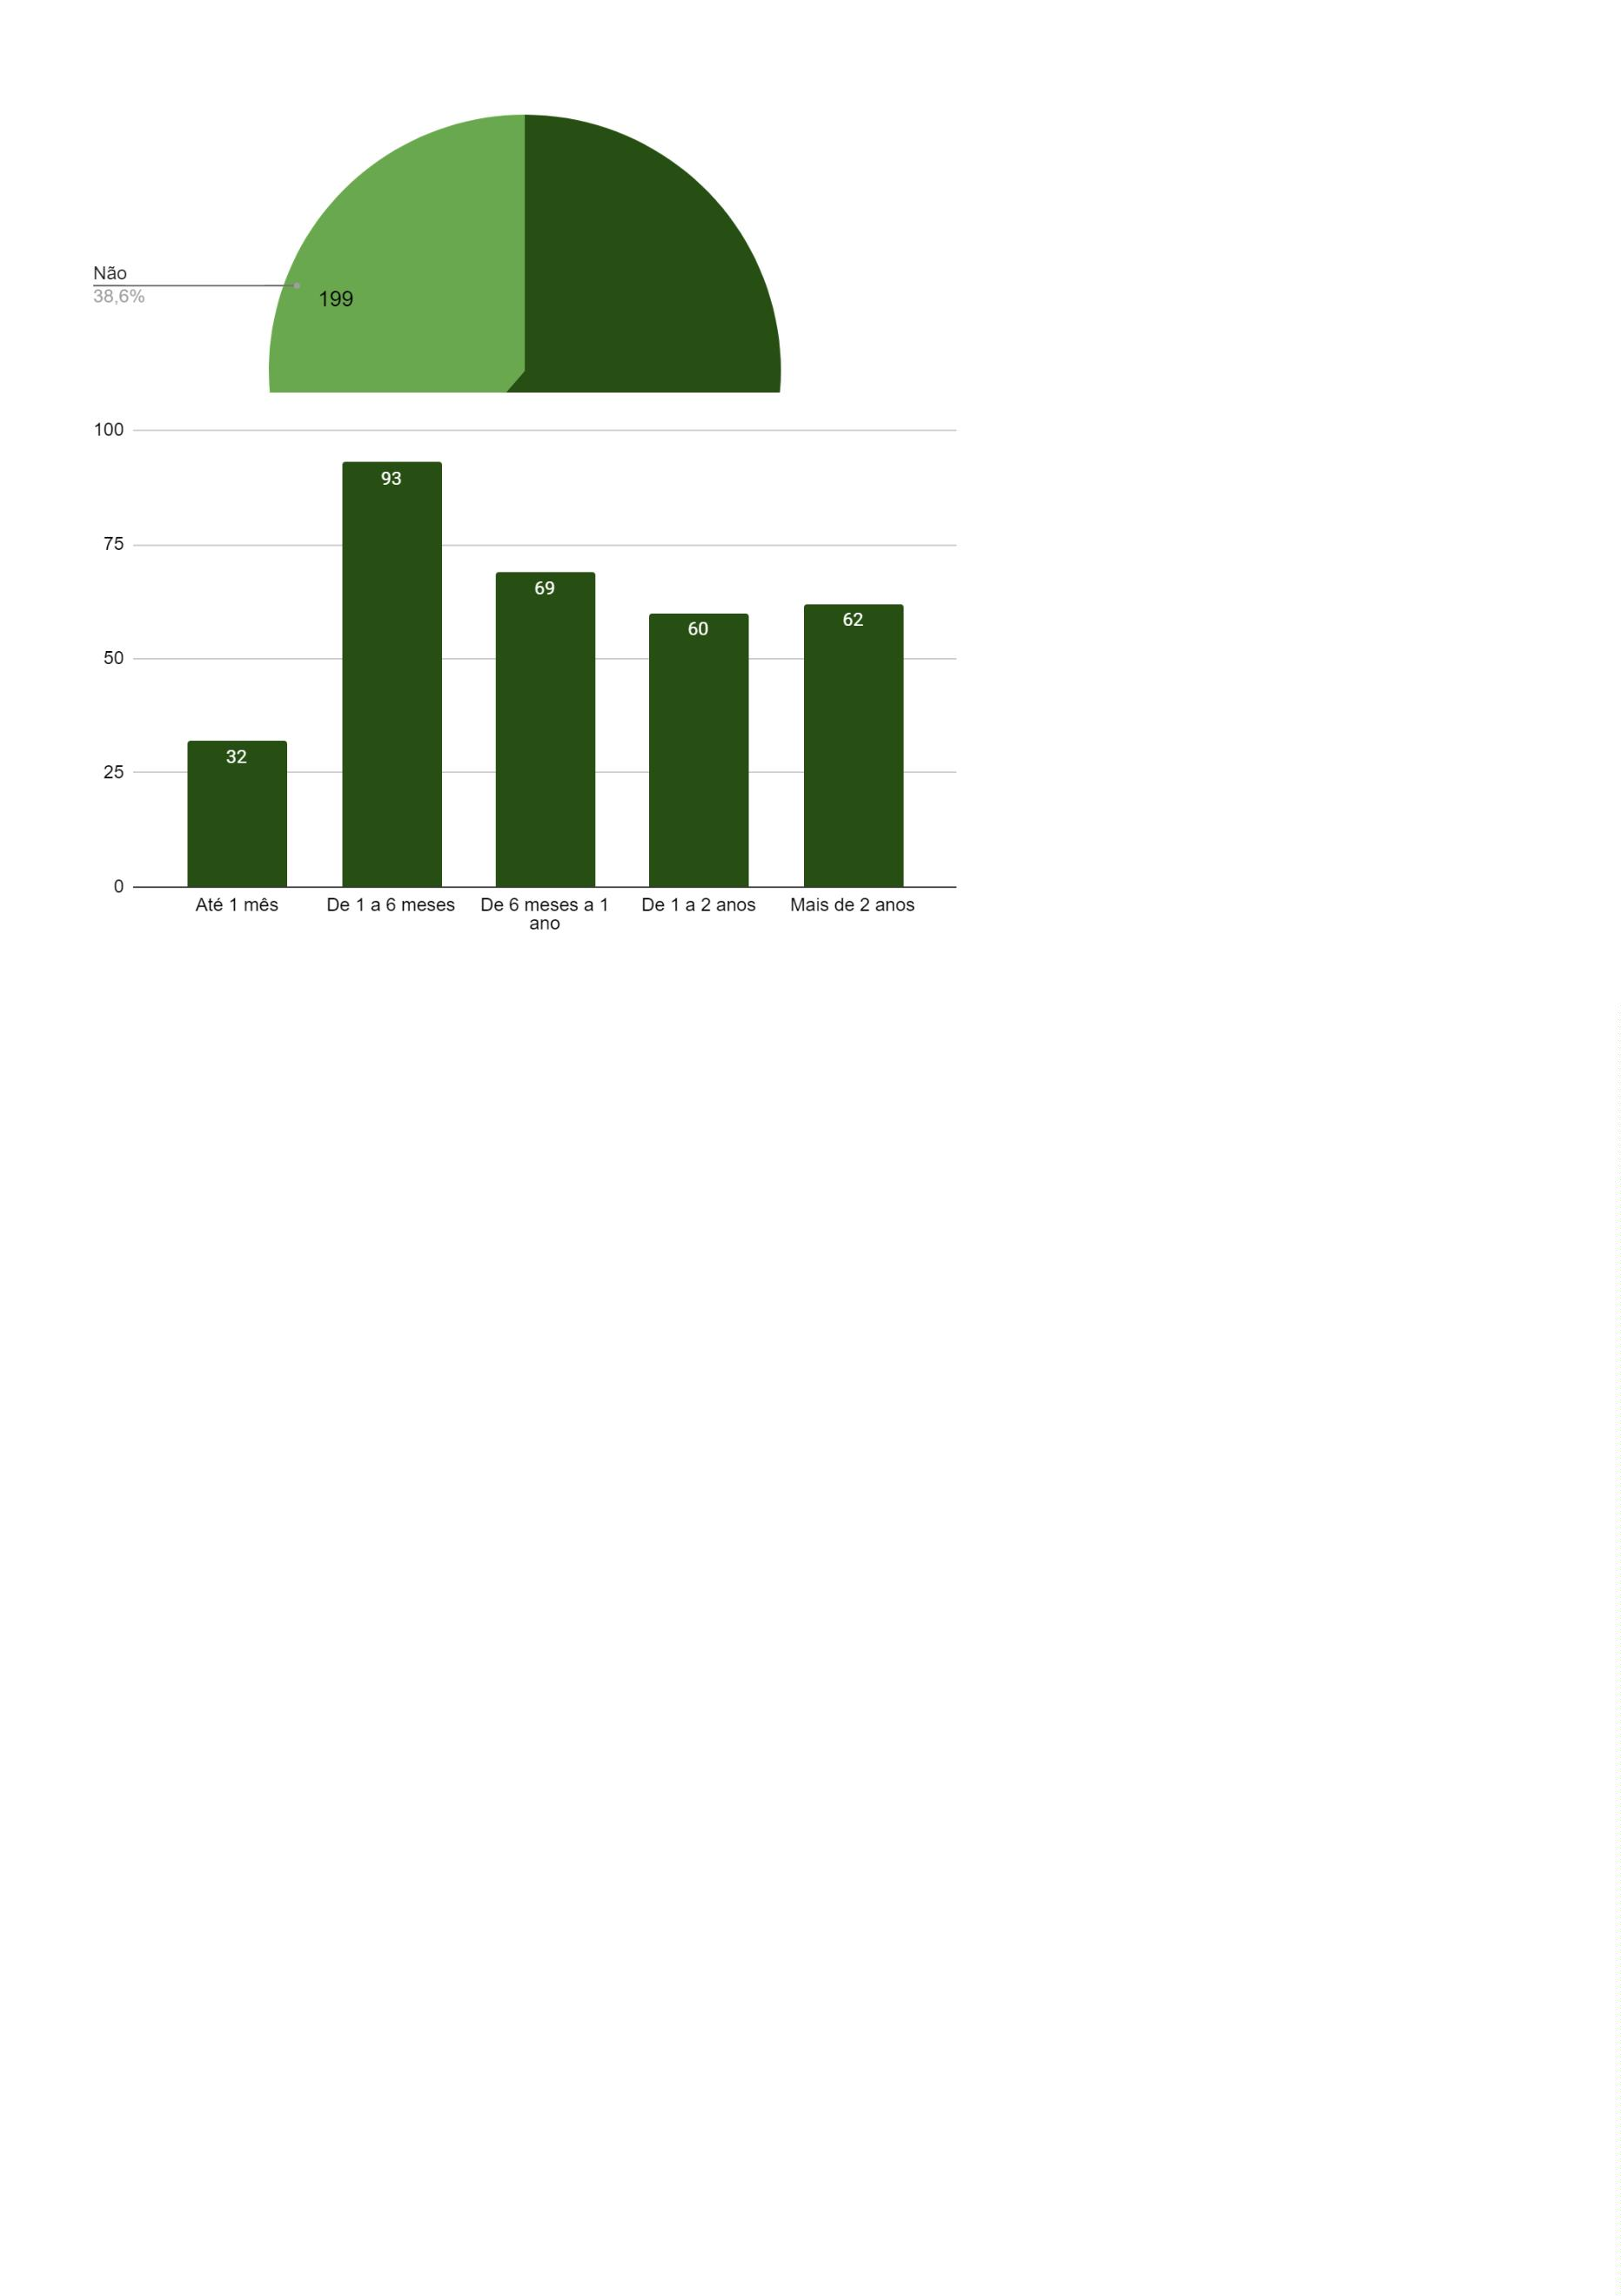 Não
38,6%
199
100
75
50
25
0
93
69
60
62
32
Até 1 mês
De 1 a 6 meses
De 6 meses a 1
ano
De 1 a 2 anos
Mais de 2 anos